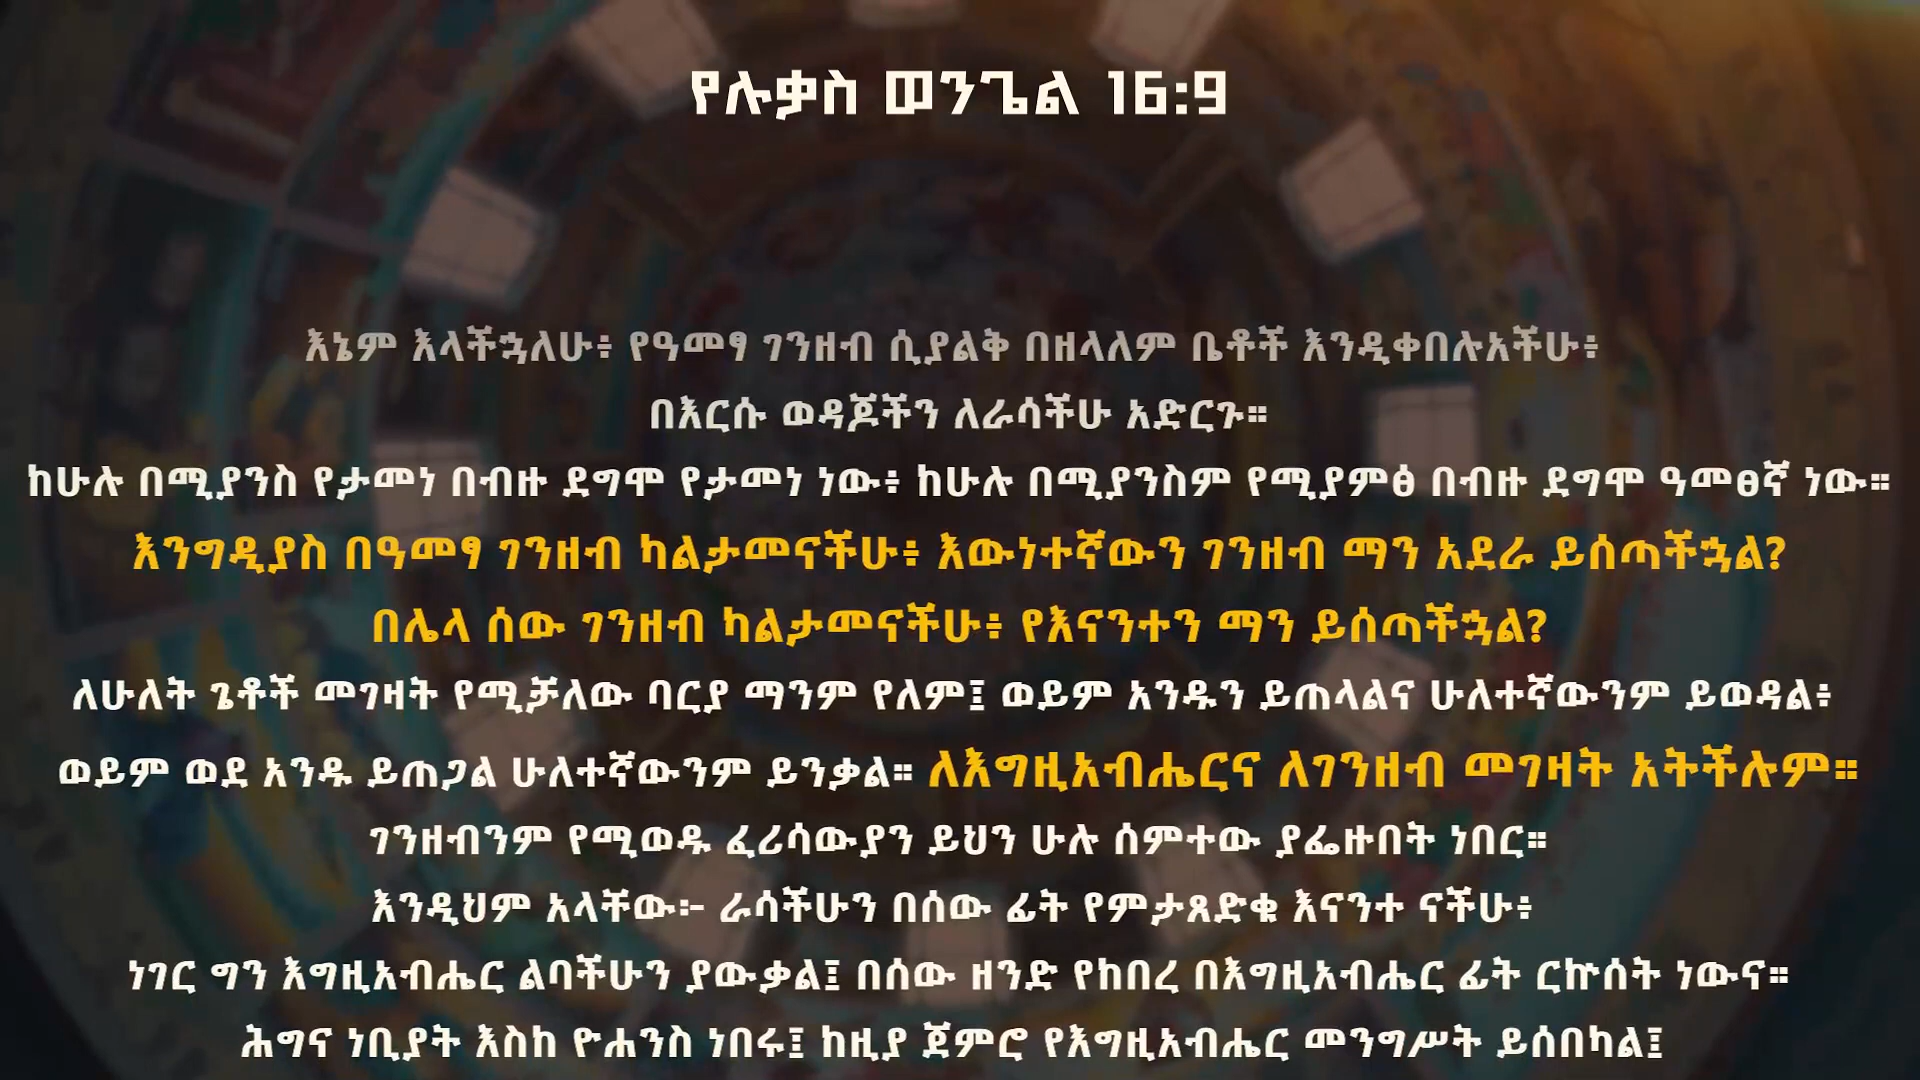 የሉቃስ ወንጌል 16:9
እኔም እላችኋለሁ፥ የዓመፃ ገንዘብ ሲያልቅ በዘላለም ቤቶች እንዲቀበሉአችሁ፥
በእርሱ ወዳጆችን ለራሳችሁ አድርጉ።
ከሁሉ በሚያንስ የታመነ በብዙ ደግሞ የታመነ ነው፥ ከሁሉ በሚያንስም የሚያምፅ በብዙ ደግሞ ዓመፀኛ ነው።
እንግዲያስ በዓመፃ ገንዘብ ካልታመናችሁ፥ እውነተኛውን ገንዘብ ማን አደራ ይሰጣችኋል?
በሌላ ሰው ገንዘብ ካልታመናችሁ፥ የእናንተን ማን ይሰጣችኋል?
ለሁለት ጌቶች መገዛት የሚቻለው ባርያ ማንም የለም፤ ወይም አንዱን ይጠላልና ሁለተኛውንም ይወዳል፥
ወይም ወደ አንዱ ይጠጋል ሁለተኛውንም ይንቃል። ለእግዚአብሔርና ለገንዘብ መገዛት አትችሉም።
ገንዘብንም የሚወዱ ፈሪሳውያን ይህን ሁሉ ሰምተው ያፌዙበት ነበር።
እንዲህም አላቸው፦ ራሳችሁን በሰው ፊት የምታጸድቁ እናንተ ናችሁ፥
ነገር ግን እግዚአብሔር ልባችሁን ያውቃል፤ በሰው ዘንድ የከበረ በእግዚአብሔር ፊት ርኵሰት ነውና።
ሕግና ነቢያት እስከ ዮሐንስ ነበሩ፤ ከዚያ ጀምሮ የእግዚአብሔር መንግሥት ይሰበካል፤